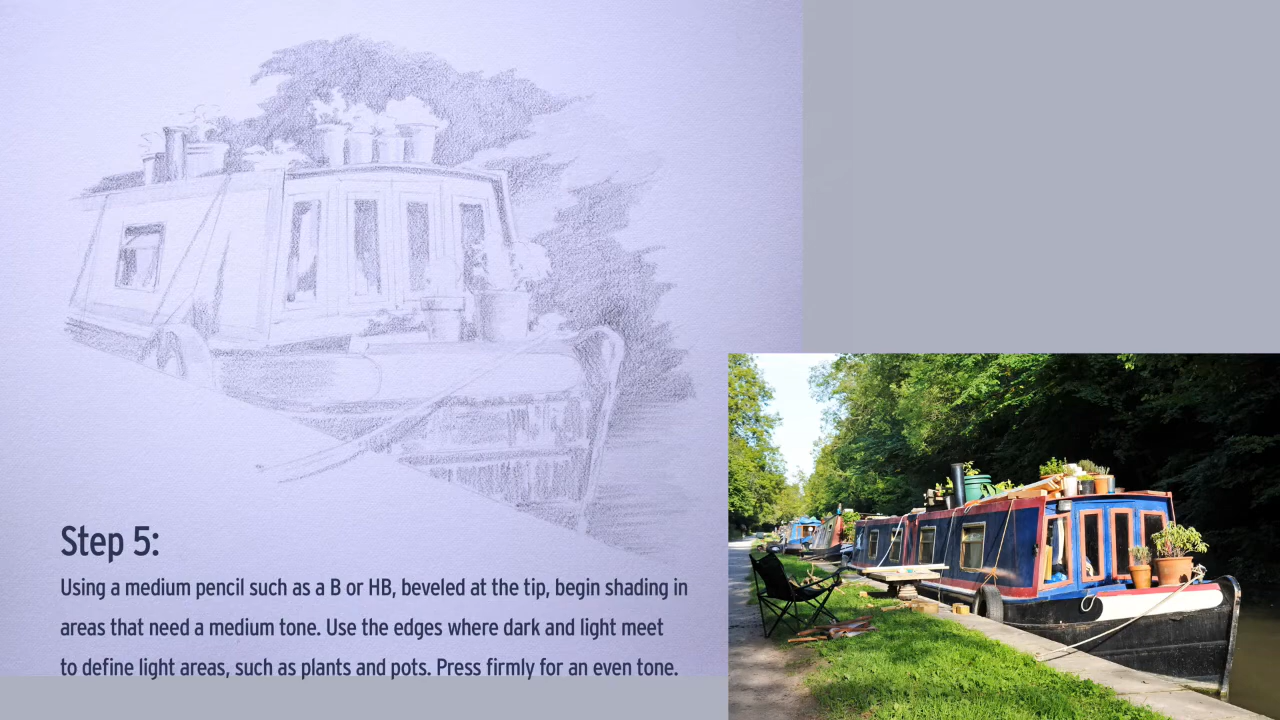 Step 5:
Using a medium pencil such as a B or HB, beveled at the tip, begin shading in
areas that need a medium tone. Use the edges where dark and light meet
to define light areas, such as plants and pots. Press firmly for an even tone.